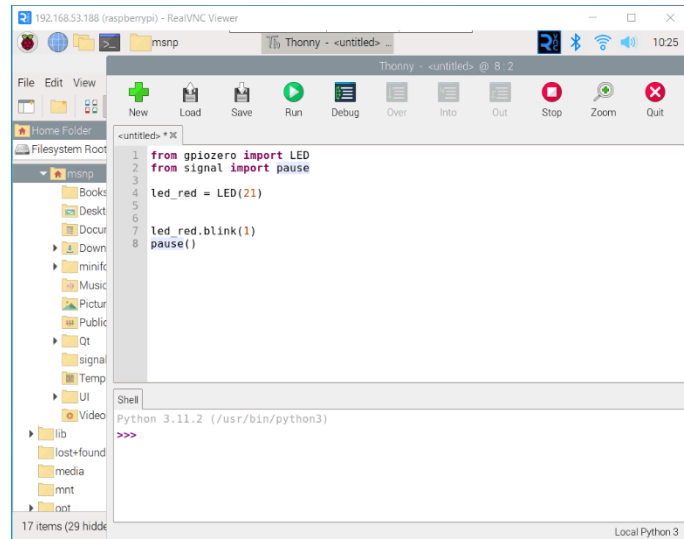 192.168.53.188 (raspberrypi) - RealVNC Viewer
msnp
Thonny - <untitled> ...
10:25
Thonny - <untitled> @ 8 : 2
File Edit View
New Load Save Run Debug Over Into Out Stop Zoom Quit
<untitled> *
Home Folder
Filesystem Root
msnp
Books
Deskt
Docur
Down
minifo
Music
Pictur
Public
Qt
signal
Temp
UI
Video
lib
lost+found
media
mnt
opt
17 items (29 hidde
1 from gpiozero import LED
2 from signal import pause
3
4 led_red = LED(21)
5
6
7 led_red.blink(1)
8 pause()
Shell
Python 3.11.2 (/usr/bin/python3)
>>>
Local Python 3